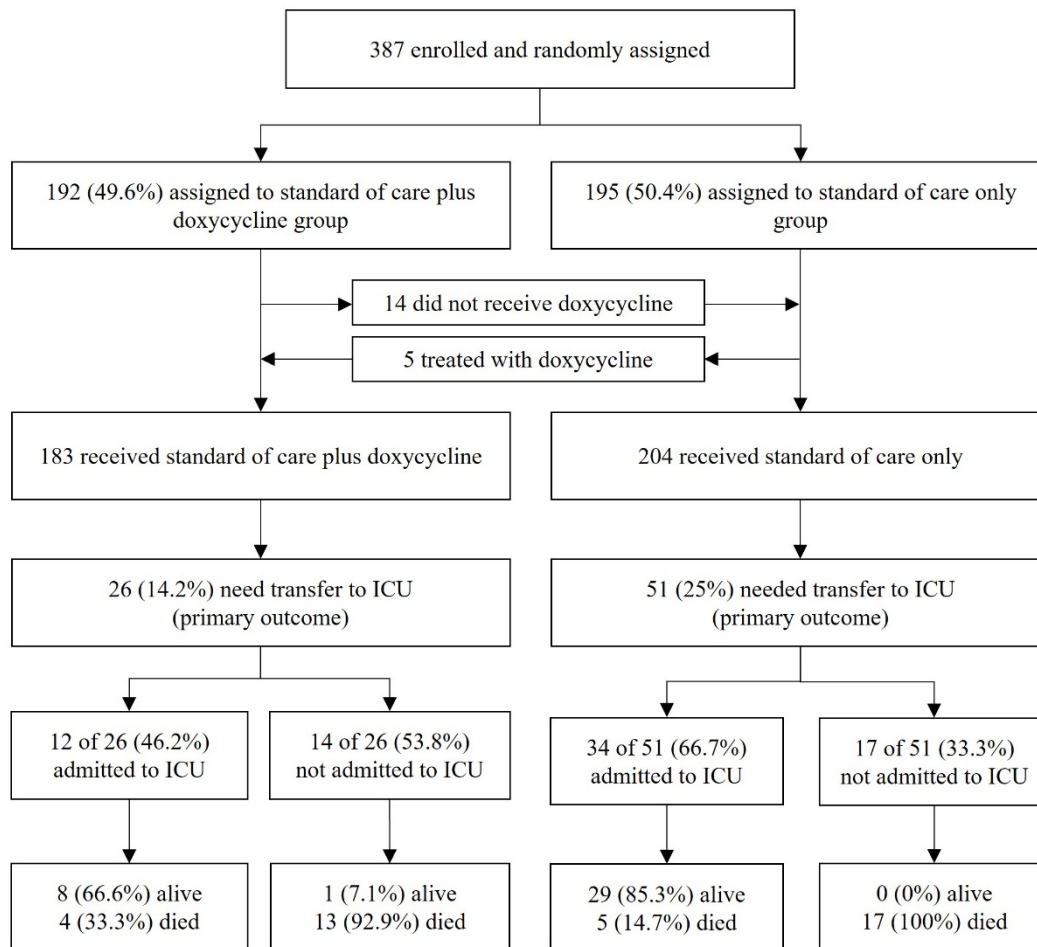 387 enrolled and randomly assigned
192 (49.6%) assigned to standard of care plus
doxycycline group
195 (50.4%) assigned to standard of care only
group
14 did not receive doxycycline
5 treated with doxycycline
183 received standard of care plus doxycycline
204 received standard of care only
26 (14.2%) need transfer to ICU
(primary outcome)
51 (25%) needed transfer to ICU
(primary outcome)
12 of 26 (46.2%)
admitted to ICU
14 of 26 (53.8%)
not admitted to ICU
34 of 51 (66.7%)
admitted to ICU
17 of 51 (33.3%)
not admitted to ICU
8 (66.6%) alive
4 (33.3%) died
1 (7.1%) alive
13 (92.9%) died
29 (85.3%) alive
5 (14.7%) died
0 (0%) alive
17 (100%) died